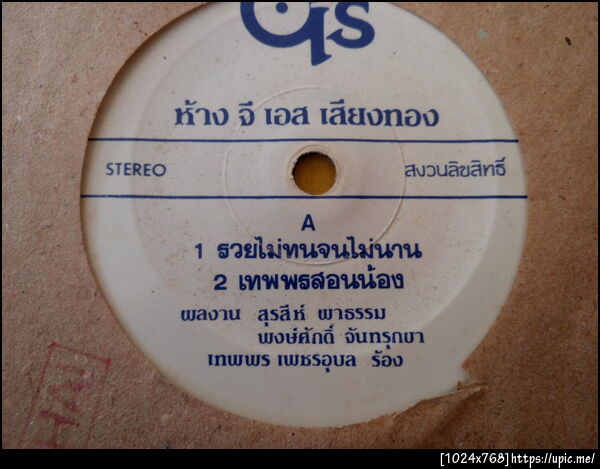 ห้าง จี เอส เสียงทอง
STEREO
สงวนลิขสิทธิ์
A
1 รวยไม่ทนจนไม่นาน
2 เทพพรสอนน้อง
ผลงาน สุรสีห์ ผาธรรม
พงษ์ศักดิ์ จันทรุกขา
เทพพร เพชรอุบล ร้อง
[1024x768]https://upic.me/